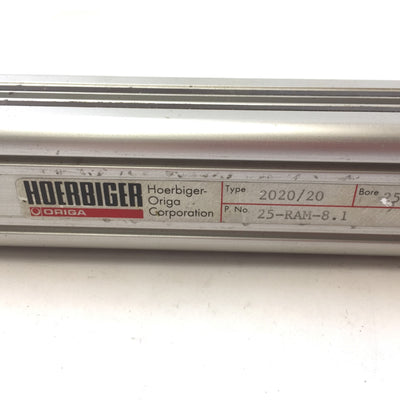 HOERBIGER
ORIGA
Hoerbiger-
Origa
Corporation
Type 2020/20 Bore 25
P. No. 25-RAM-8.1